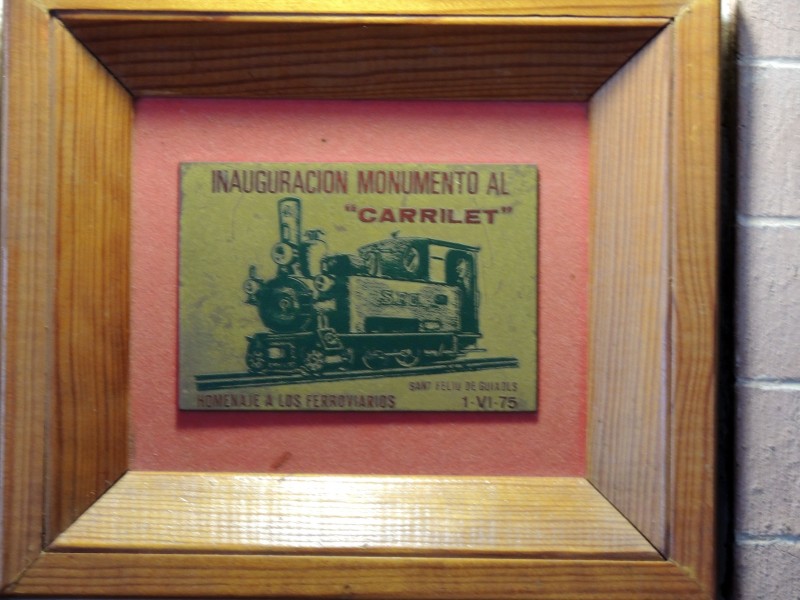 INAUGURACION MONUMENTO AL
"CARRILET"
SANT FELIU DE GUIXOLS
HOMENAJE A LOS FERROVIARIOS
1-VI-75